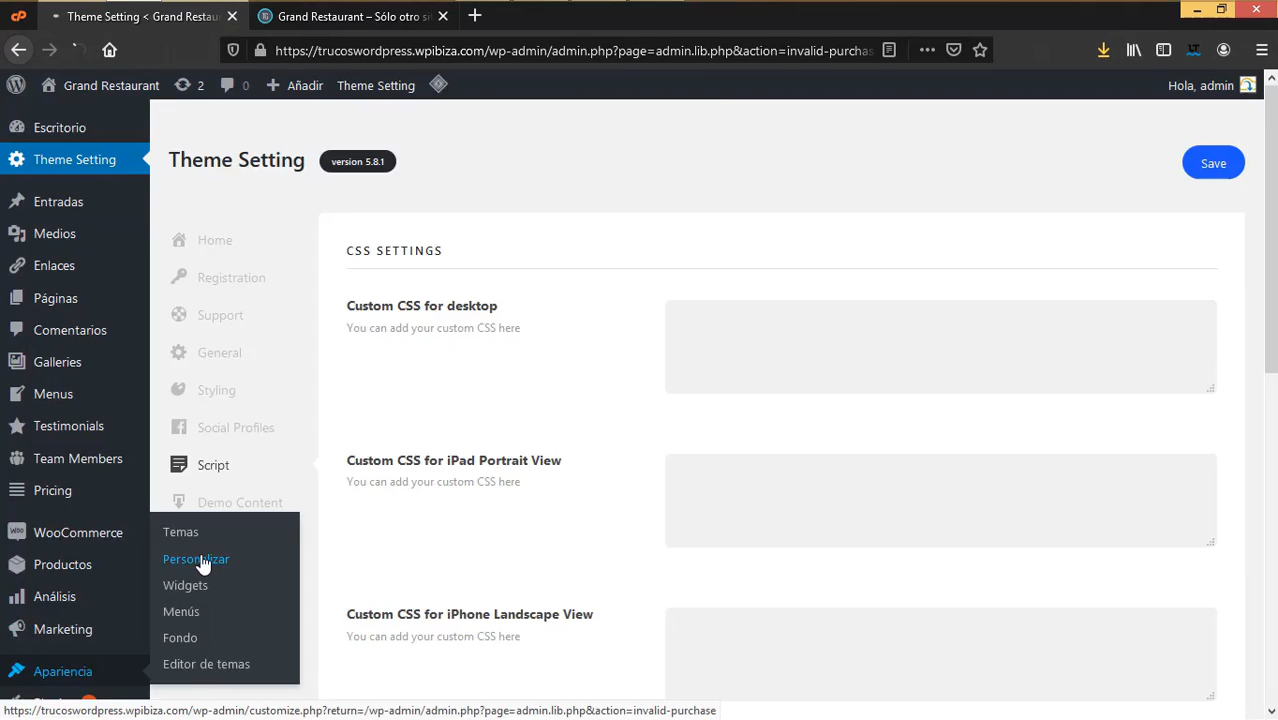 Theme Setting < Grand Restaur
Grand Restaurant – Sólo otro si
https://trucoswordpress.wpibiza.com/wp-admin/admin.php?page=admin.lib.php&action=invalid-purchas
Grand Restaurant
2
0
Añadir
Theme Setting
Hola, admin
Escritorio
Theme Setting
Entradas
Medios
Enlaces
Páginas
Comentarios
Galleries
Menus
Testimonials
Team Members
Pricing
WooCommerce
Productos
Análisis
Marketing
Apariencia
Temas
Personalizar
Widgets
Menús
Fondo
Editor de temas
Theme Setting
version 5.8.1
Save
Home
Registration
Support
General
Styling
Social Profiles
Script
Demo Content
CSS SETTINGS
Custom CSS for desktop
You can add your custom CSS here
Custom CSS for iPad Portrait View
You can add your custom CSS here
Custom CSS for iPhone Landscape View
You can add your custom CSS here
https://trucoswordpress.wpibiza.com/wp-admin/customize.php?return=/wp-admin/admin.php?page=admin.lib.php&action=invalid-purchase